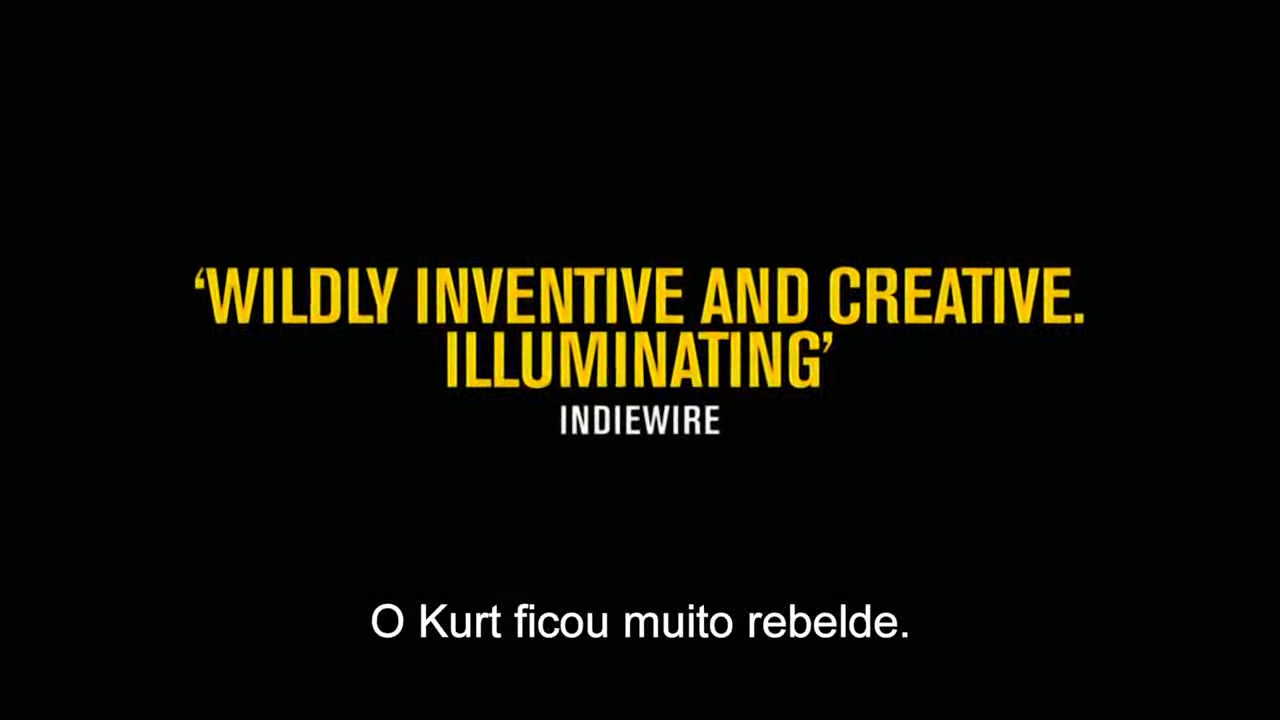 ‘WILDLY INVENTIVE AND CREATIVE.
ILLUMINATING’
INDIEWIRE
O Kurt ficou muito rebelde.